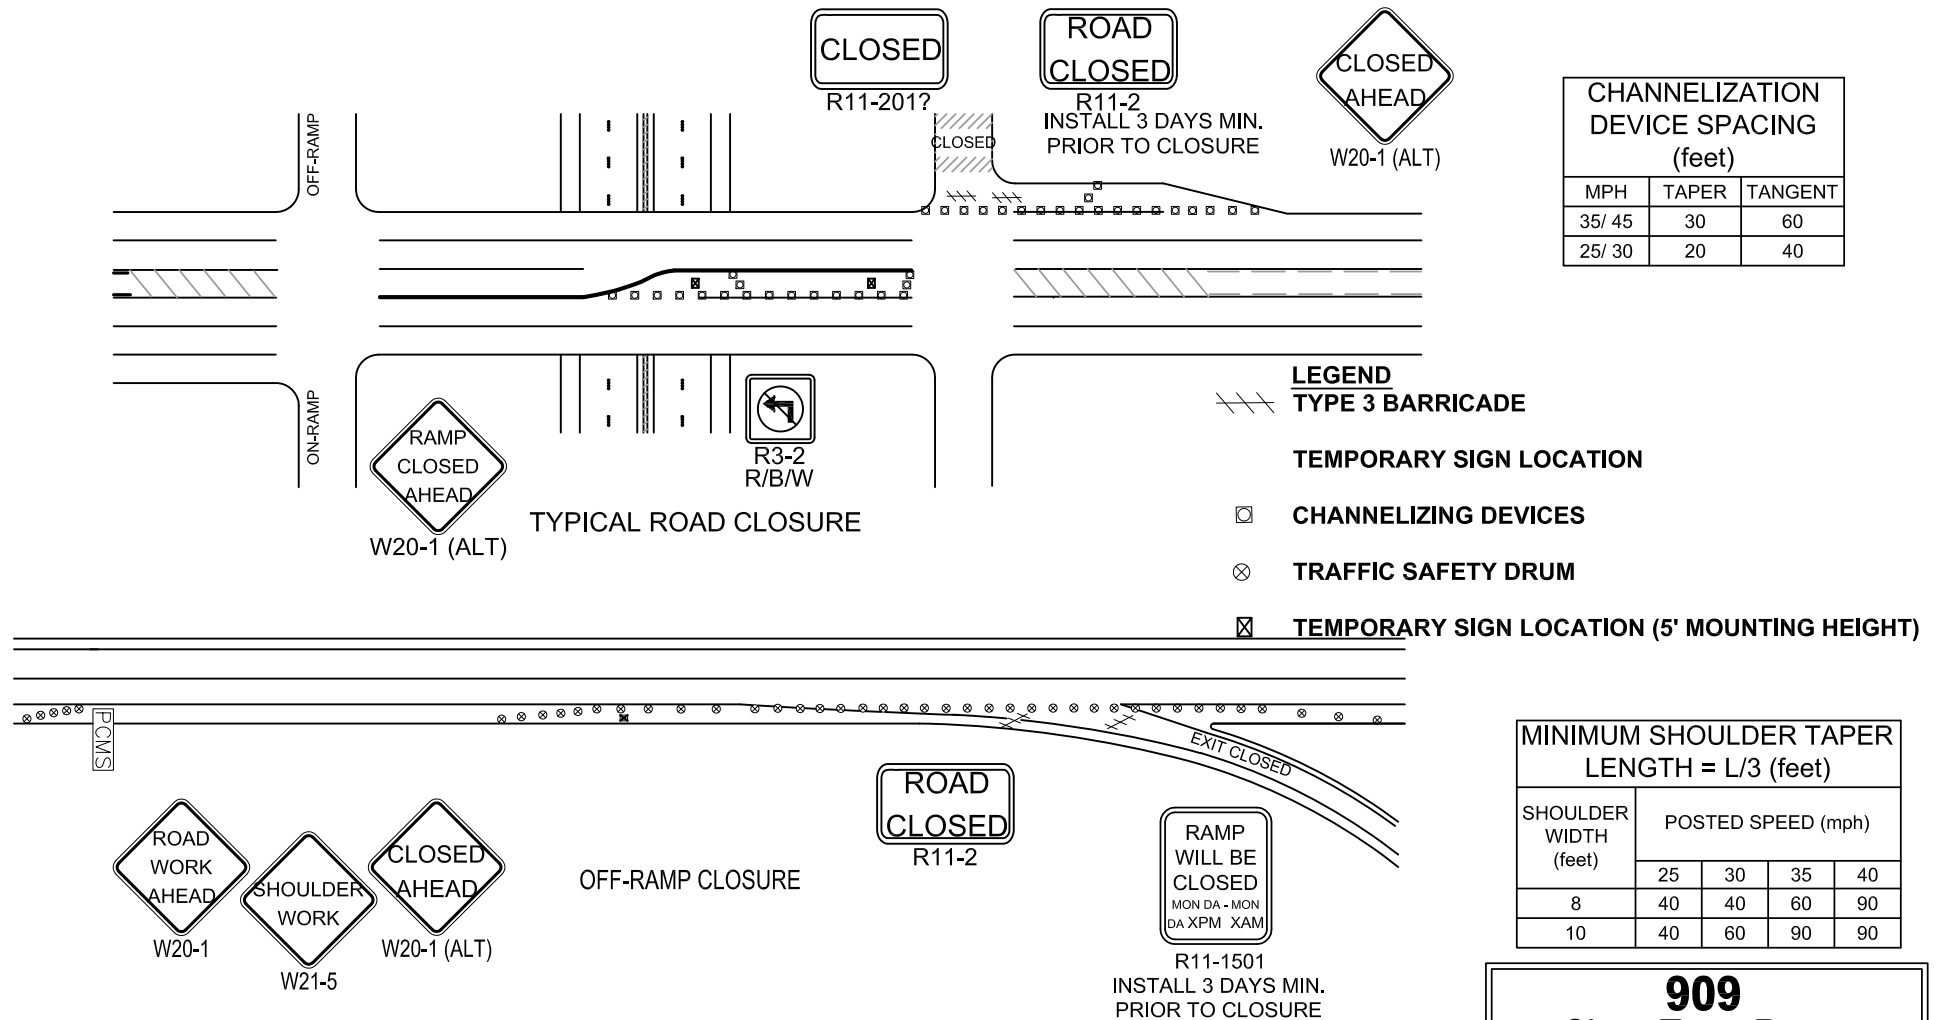 CLOSED
R11-201?
ROAD
CLOSED
R11-2
INSTALL 3 DAYS MIN.
PRIOR TO CLOSURE
CLOSED
AHEAD
W20-1 (ALT)
CHANNELIZATION
DEVICE SPACING
(feet)
MPH TAPER TANGENT
35/ 45 30 60
25/ 30 20 40
OFF-RAMP
CLOSED
ON-RAMP
RAMP
CLOSED
AHEAD
W20-1 (ALT)
R3-2
R/B/W
TYPICAL ROAD CLOSURE
LEGEND
TYPE 3 BARRICADE
TEMPORARY SIGN LOCATION
CHANNELIZING DEVICES
TRAFFIC SAFETY DRUM
TEMPORARY SIGN LOCATION (5' MOUNTING HEIGHT)
PCMS
EXIT CLOSED
ROAD
WORK
AHEAD
W20-1
SHOULDER
WORK
W21-5
CLOSED
AHEAD
W20-1 (ALT)
OFF-RAMP CLOSURE
ROAD
CLOSED
R11-2
RAMP
WILL BE
CLOSED
MON DA - MON
DA XPM XAM
R11-1501
INSTALL 3 DAYS MIN.
PRIOR TO CLOSURE
MINIMUM SHOULDER TAPER
LENGTH = L/3 (feet)
SHOULDER
WIDTH
(feet)
POSTED SPEED (mph)
25 30 35 40
8 40 40 60 90
10 40 60 90 90
909